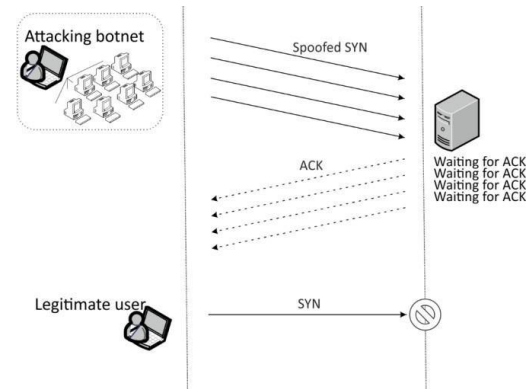 Attacking botnet
Spoofed SYN
Waiting for ACK
Waiting for ACK
Waiting for ACK
Waiting for ACK
ACK
Legitimate user
SYN